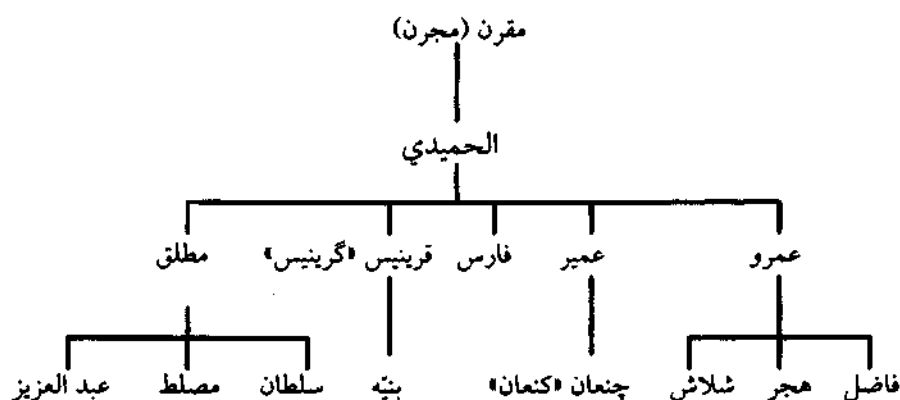 مقرن (مجرن)
الحميدي
عمرو عمير فارس قرينيس «گرينيس» مطلق
فاضل هجر شلاش چنعان «كنعان» بنيّه سلطان مصلط عبد العزيز